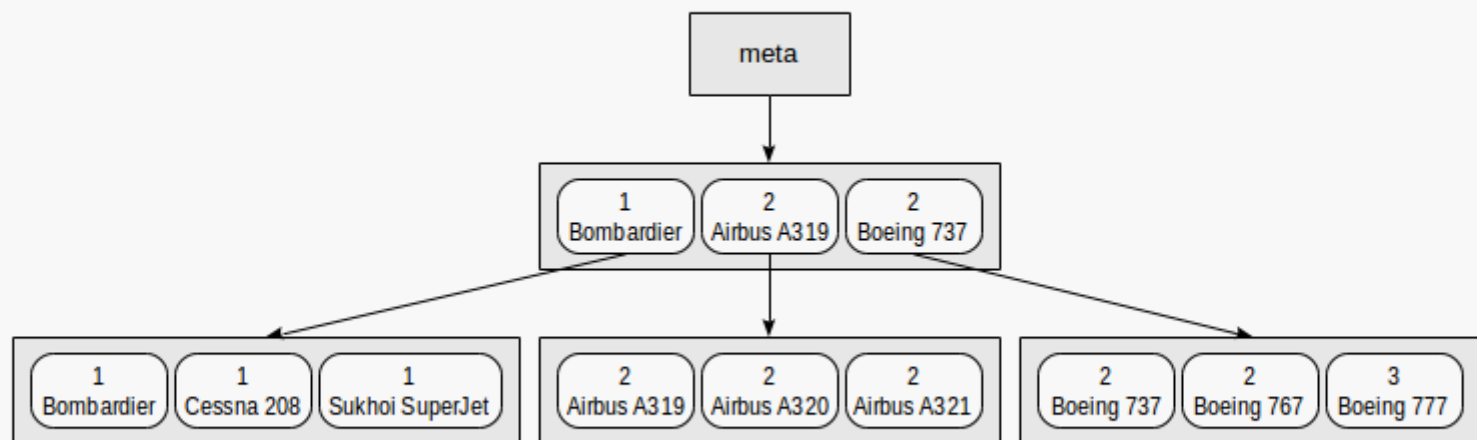 meta
1
Bombardier
2
Airbus A319
2
Boeing 737
1
Bombardier
1
Cessna 208
1
Sukhoi SuperJet
2
Airbus A319
2
Airbus A320
2
Airbus A321
2
Boeing 737
2
Boeing 767
3
Boeing 777